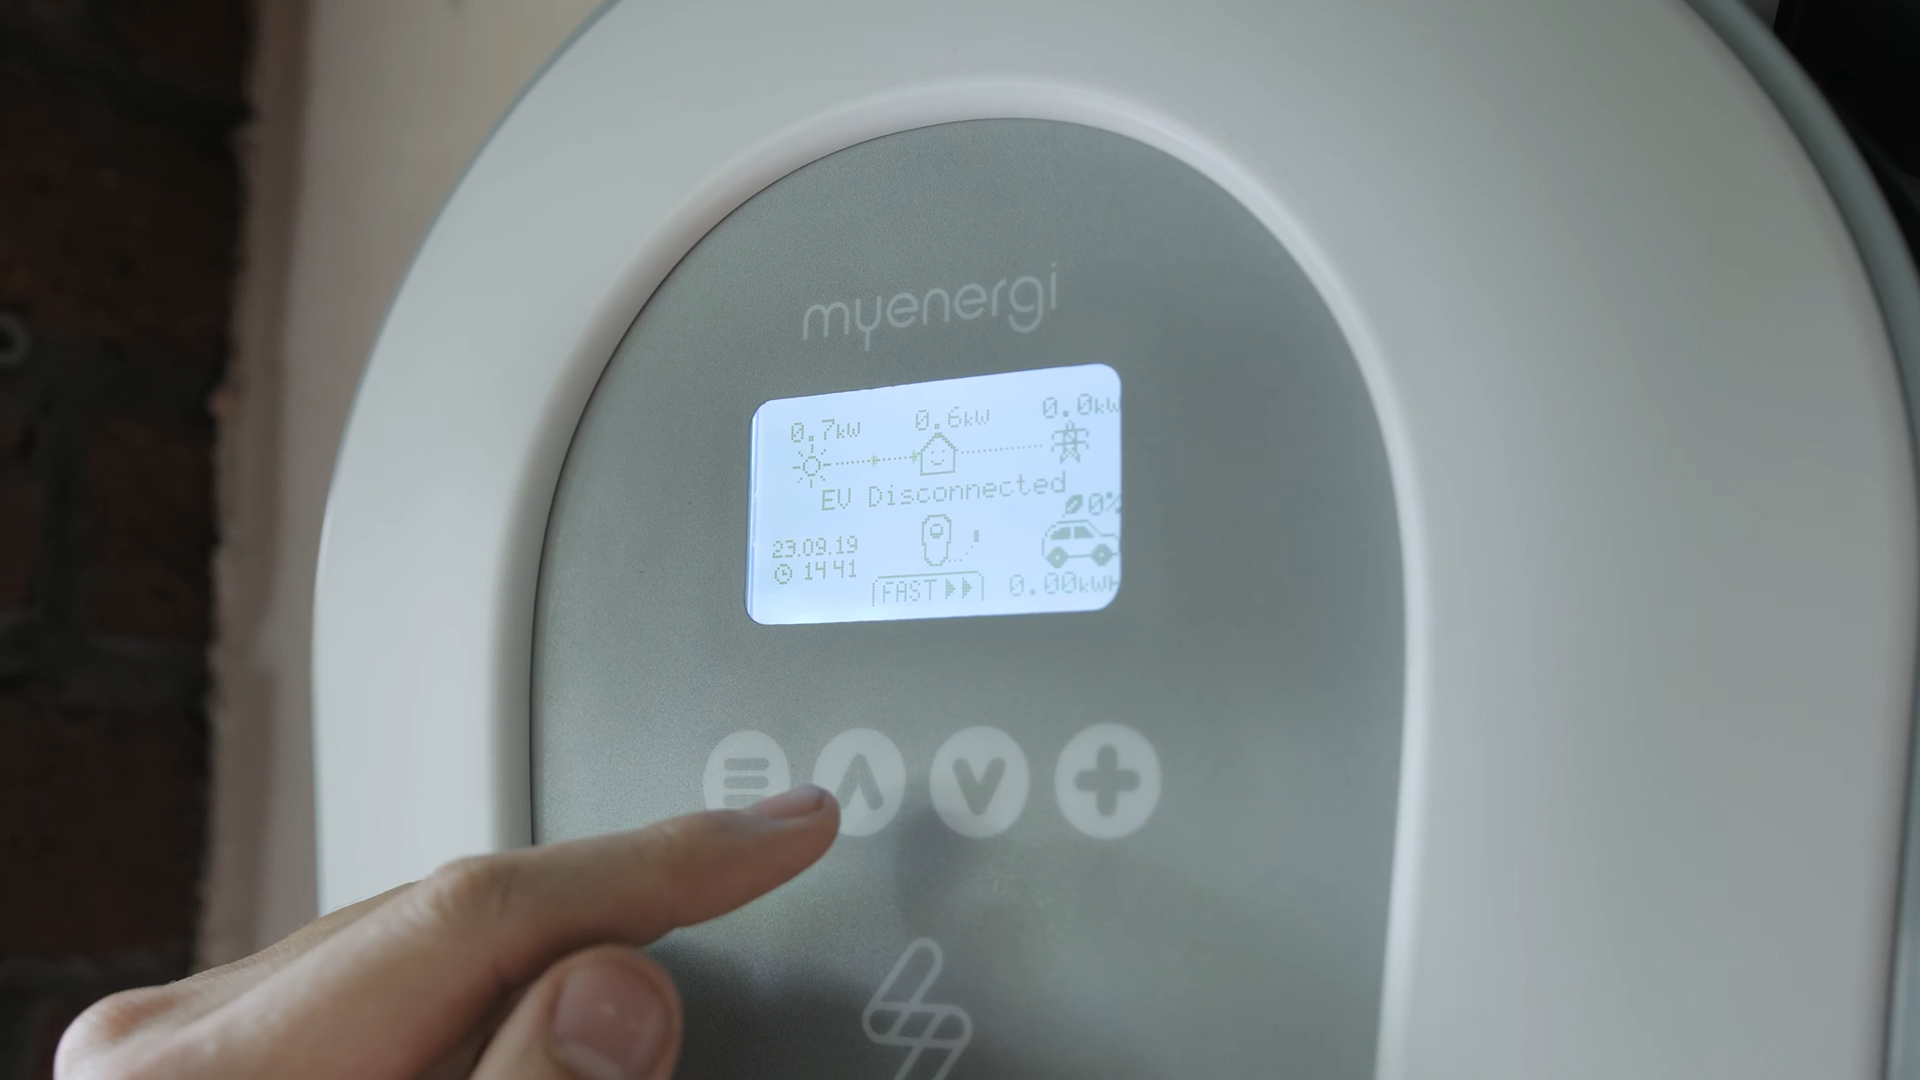 myenergi
0.7kW 0.6kW 0.0kW
EV Disconnected
0%
23.09.19
14 41
FAST
0.00kWH